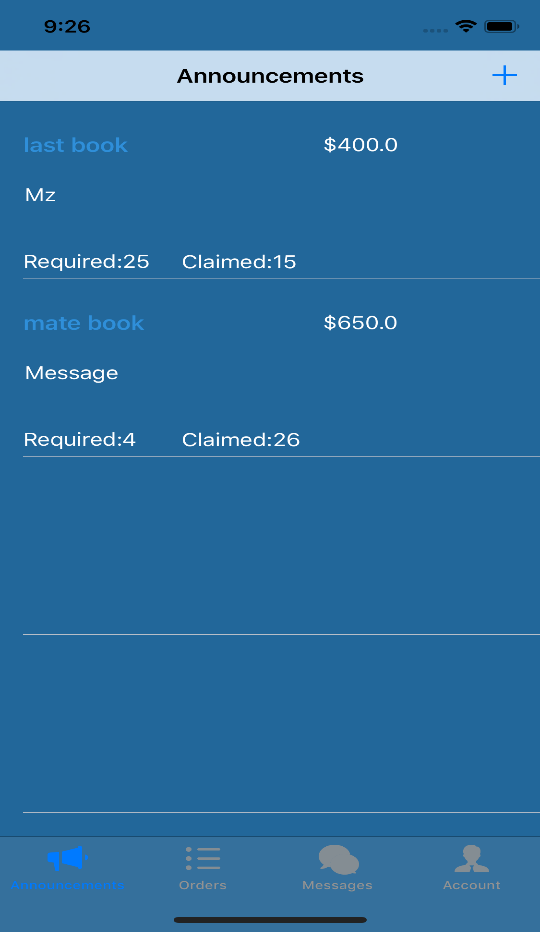 9:26
Announcements
last book $400.0
Mz
Required:25 Claimed:15
mate book $650.0
Message
Required:4 Claimed:26
Announcements Orders Messages Account